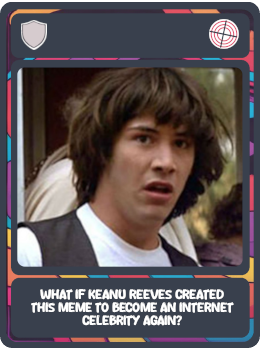 WHAT IF KEANU REEVES CREATED
THIS MEME TO BECOME AN INTERNET
CELEBRITY AGAIN?